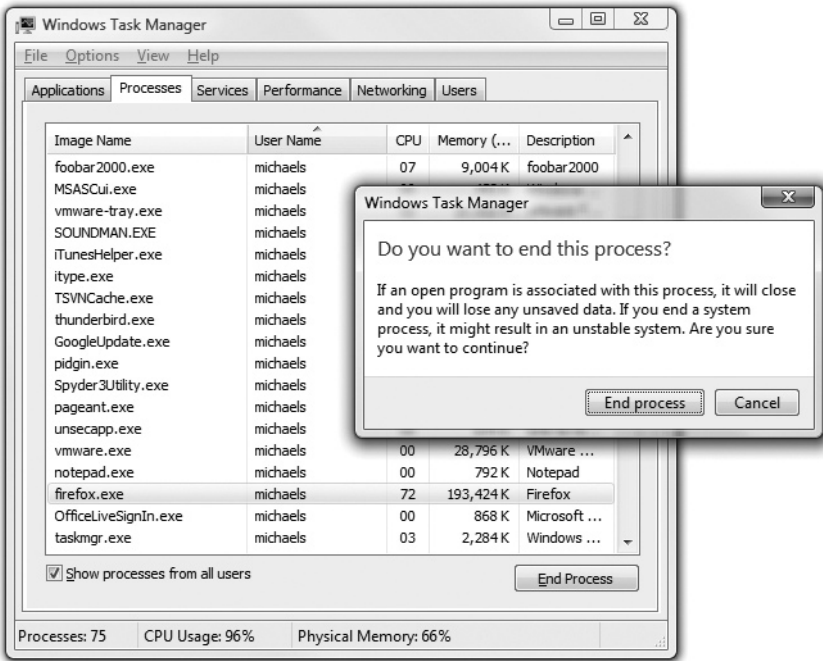 Windows Task Manager
File Options View Help
Applications Processes Services Performance Networking Users
Image Name User Name CPU Memory (... Description
foobar2000.exe michaels 07 9,004 K foobar2000
MSASCui.exe michaels
vmware-tray.exe michaels
SOUNDMAN.EXE michaels
iTunesHelper.exe michaels
itype.exe michaels
TSVNCache.exe michaels
thunderbird.exe michaels
GoogleUpdate.exe michaels
pidgin.exe michaels
Spyder3Utility.exe michaels
pageant.exe michaels
unsecapp.exe michaels
vmware.exe michaels 00 28,796 K VMware ...
notepad.exe michaels 00 792 K Notepad
firefox.exe michaels 72 193,424 K Firefox
OfficeLiveSignIn.exe michaels 00 868 K Microsoft ...
taskmgr.exe michaels 03 2,284 K Windows ...
Show processes from all users
End Process
Processes: 75 CPU Usage: 96% Physical Memory: 66%
Windows Task Manager
Do you want to end this process?
If an open program is associated with this process, it will close
and you will lose any unsaved data. If you end a system
process, it might result in an unstable system. Are you sure
you want to continue?
End process Cancel